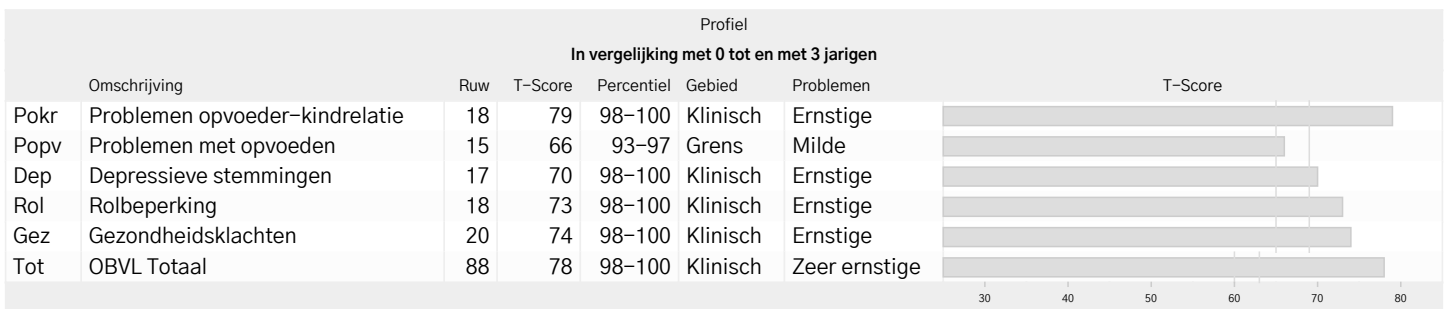 Profiel
In vergelijking met 0 tot en met 3 jarigen
Omschrijving Ruw T-Score Percentiel Gebied Problemen T-Score
Pokr Problemen opvoeder-kindrelatie 18 79 98-100 Klinisch Ernstige
Popv Problemen met opvoeden 15 66 93-97 Grens Milde
Dep Depressieve stemmingen 17 70 98-100 Klinisch Ernstige
Rol Rolbeperking 18 73 98-100 Klinisch Ernstige
Gez Gezondheidsklachten 20 74 98-100 Klinisch Ernstige
Tot OBVL Totaal 88 78 98-100 Klinisch Zeer ernstige
30 40 50 60 70 80